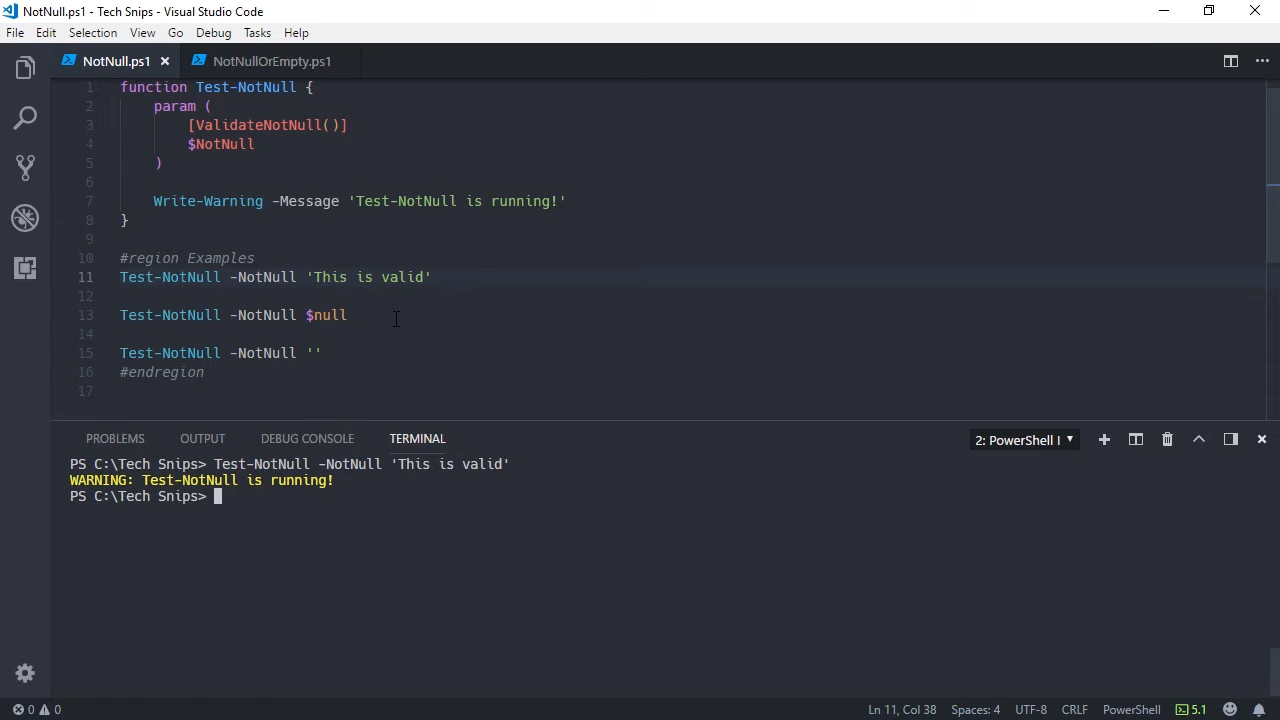 NotNull.ps1 - Tech Snips - Visual Studio Code
File Edit Selection View Go Debug Tasks Help
NotNull.ps1 × NotNullOrEmpty.ps1
1 function Test-NotNull {
2 param (
3 [ValidateNotNull()]
4 $NotNull
5 )
6
7 Write-Warning -Message 'Test-NotNull is running!'
8 }
9
10 #region Examples
11 Test-NotNull -NotNull 'This is valid'
12
13 Test-NotNull -NotNull $null
14
15 Test-NotNull -NotNull ''
16 #endregion
17
PROBLEMS OUTPUT DEBUG CONSOLE TERMINAL 2: PowerShell I
PS C:\Tech Snips> Test-NotNull -NotNull 'This is valid'
WARNING: Test-NotNull is running!
PS C:\Tech Snips>
0 0 Ln 11, Col 38 Spaces: 4 UTF-8 CRLF PowerShell 5.1